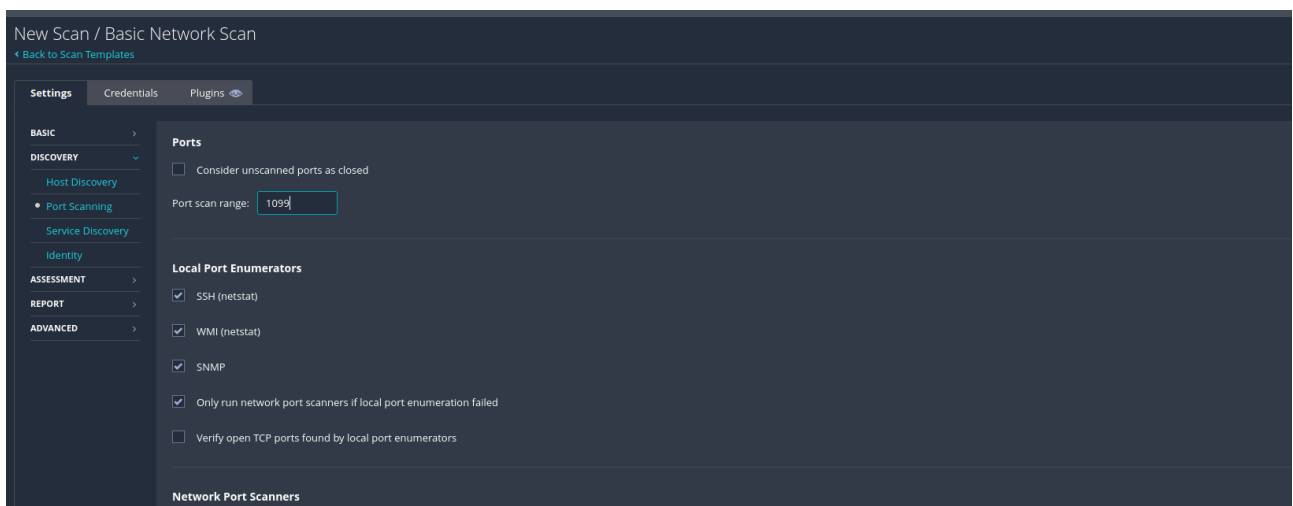 New Scan / Basic Network Scan
Back to Scan Templates
Settings Credentials Plugins
BASIC
DISCOVERY
Host Discovery
Port Scanning
Service Discovery
Identity
ASSESSMENT
REPORT
ADVANCED
Ports
Consider unscanned ports as closed
Port scan range: 1099
Local Port Enumerators
SSH (netstat)
WMI (netstat)
SNMP
Only run network port scanners if local port enumeration failed
Verify open TCP ports found by local port enumerators
Network Port Scanners